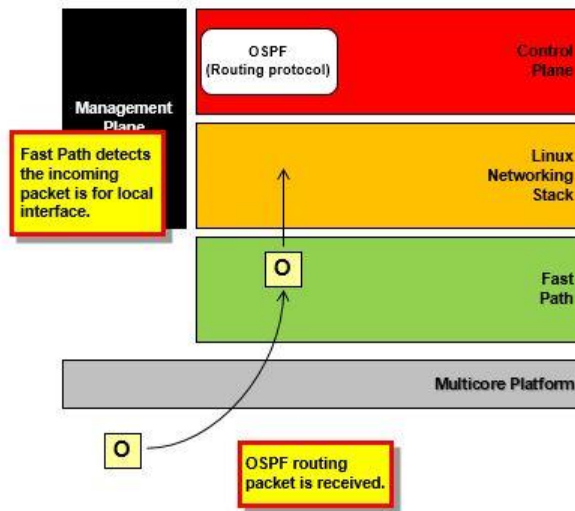 OSPF
(Routing protocol)
Control
Plane
Management
Plane
Fast Path detects
the incoming
packet is for local
interface.
Linux
Networking
Stack
O
Fast
Path
Multicore Platform
O
OSPF routing
packet is received.